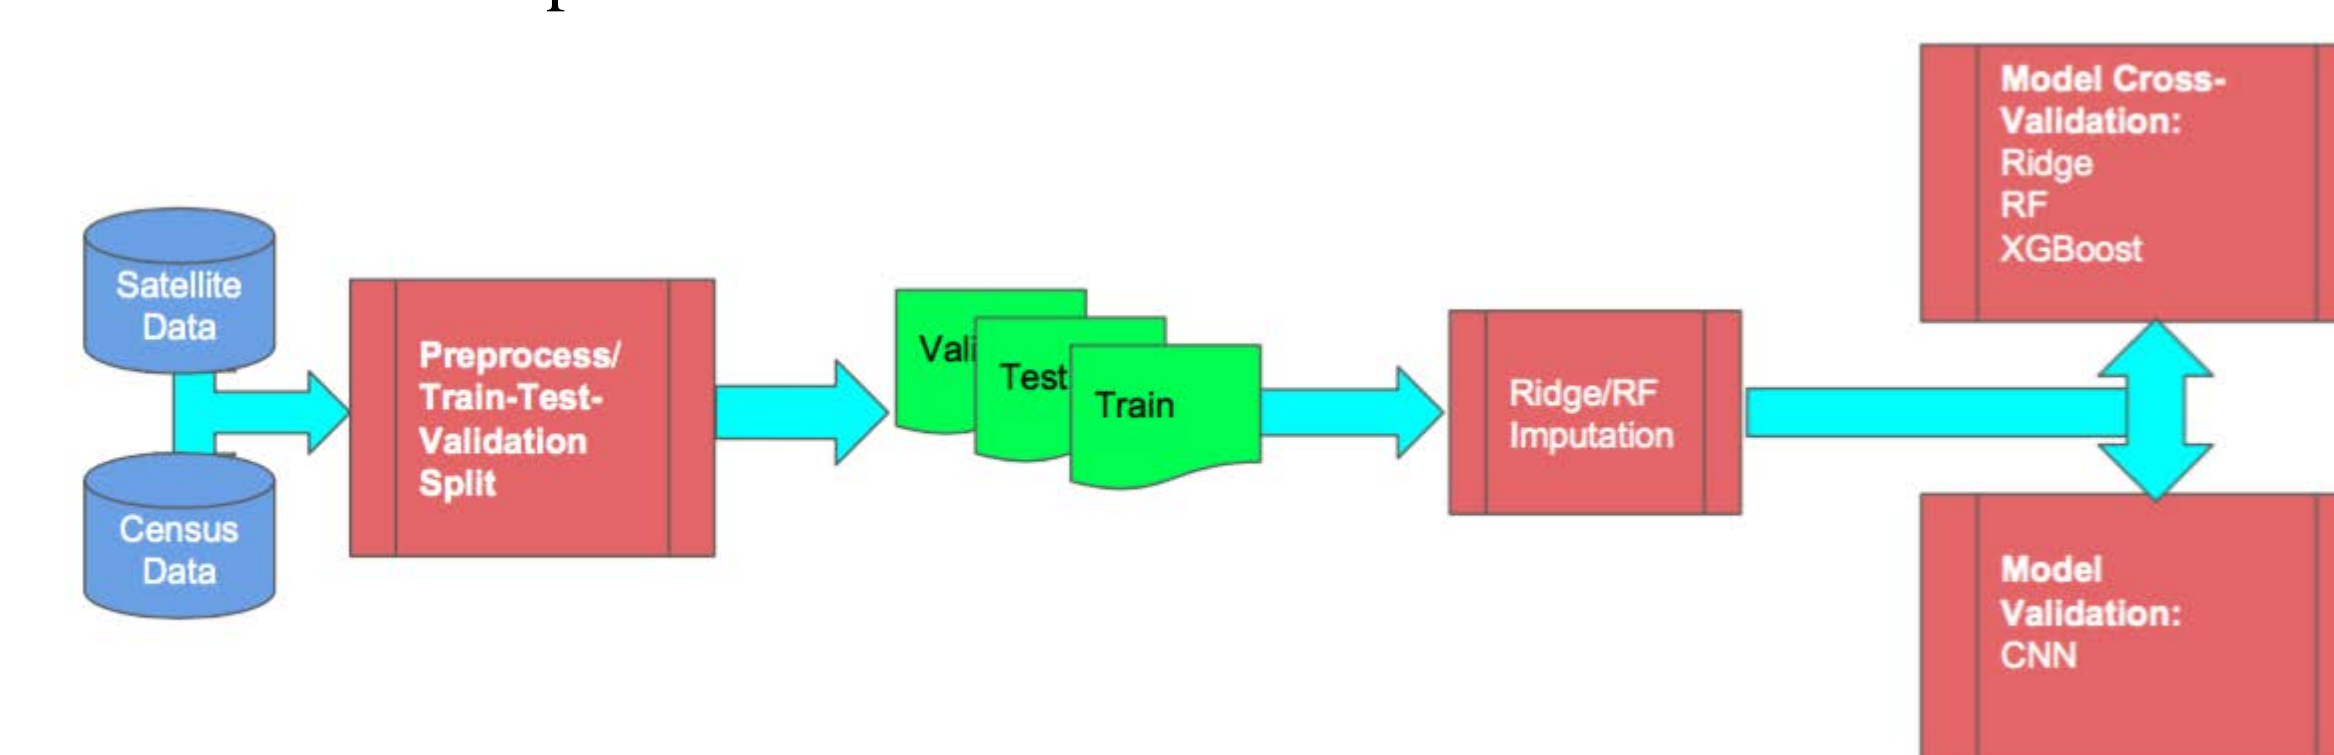 Satellite
Data
Census
Data
Preprocess/
Train-Test-
Validation
Split
Vali
Test
Train
Ridge/RF
Imputation
Model Cross-
Validation:
Ridge
RF
XGBoost
Model
Validation:
CNN